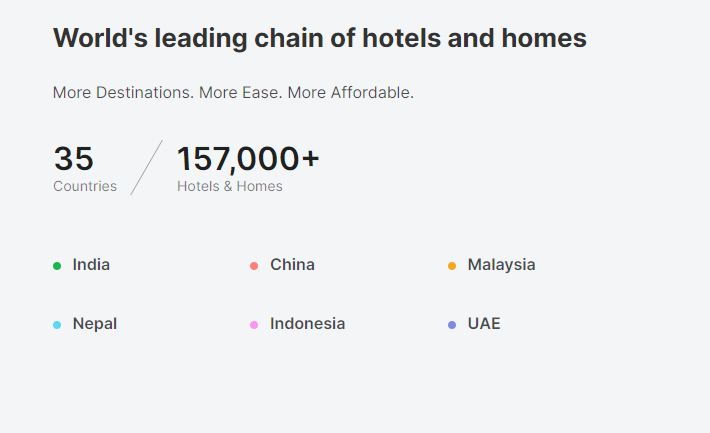 World's leading chain of hotels and homes
More Destinations. More Ease. More Affordable.
35
Countries
157,000+
Hotels & Homes
India
China
Malaysia
Nepal
Indonesia
UAE